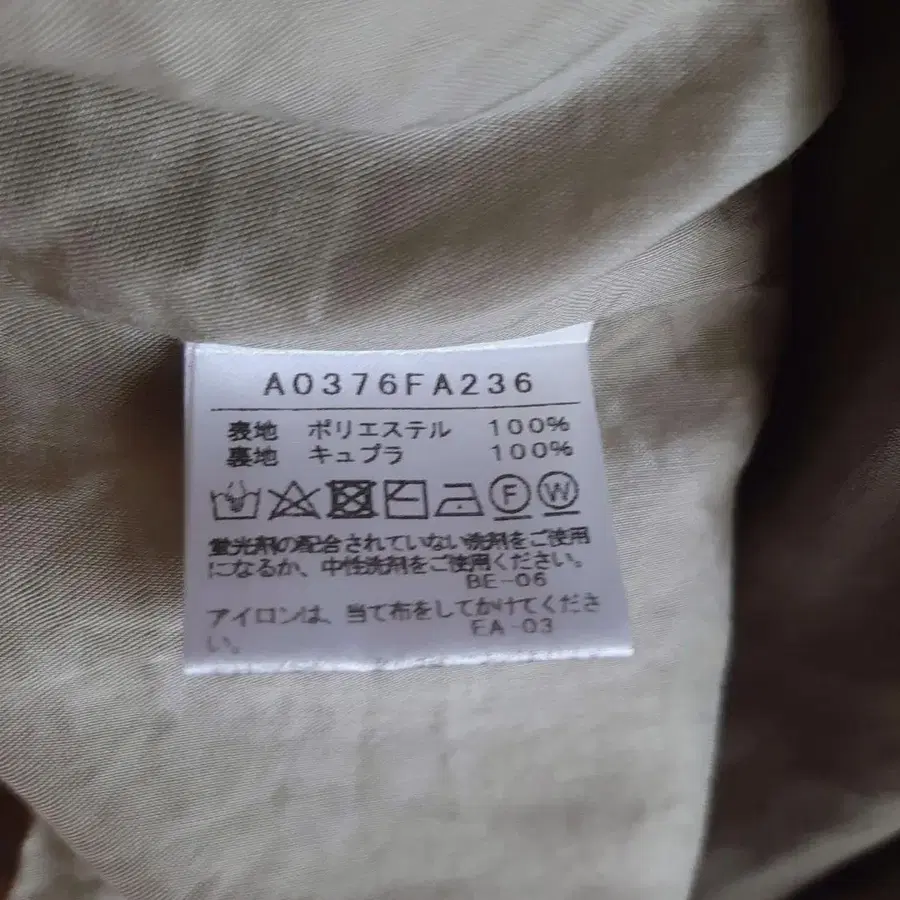 A0376FA236
表地 ポリエステル 100%
裏地 キュプラ 100%
F W
蛍光剤の配合されていない洗剤をご使用
になるか、中性洗剤をご使用ください。
BE-06
アイロンは、当て布をしてかけてくださ
い。
EA-03